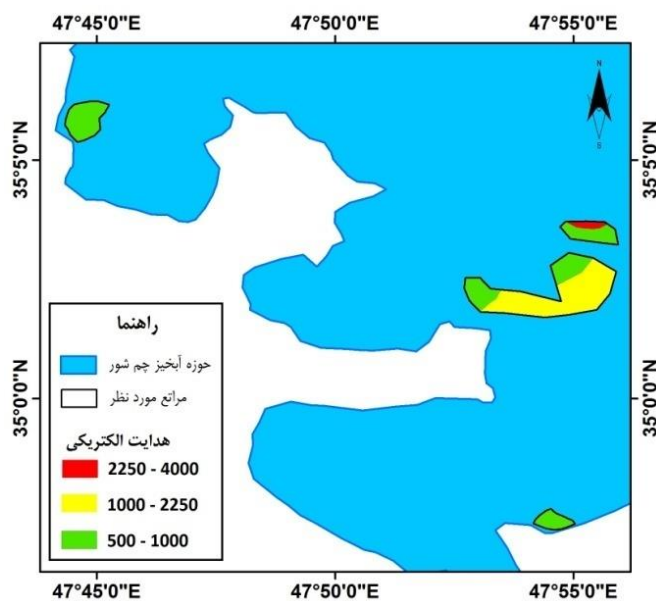 47°45'0"E 47°50'0"E 47°55'0"E
N
S
35°5'0"N 35°5'0"N
35°0'0"N 35°0'0"N
راهنما
حوزه آبخیز چم شور
مراتع مورد نظر
هدایت الکتریکی
2250 - 4000
1000 - 2250
500 - 1000
47°45'0"E 47°50'0"E 47°55'0"E